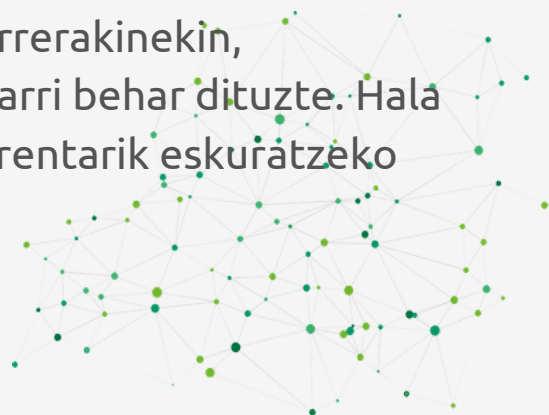 rrerakinekin,
arri behar dituzte. Hala
rentarik eskuratzeko